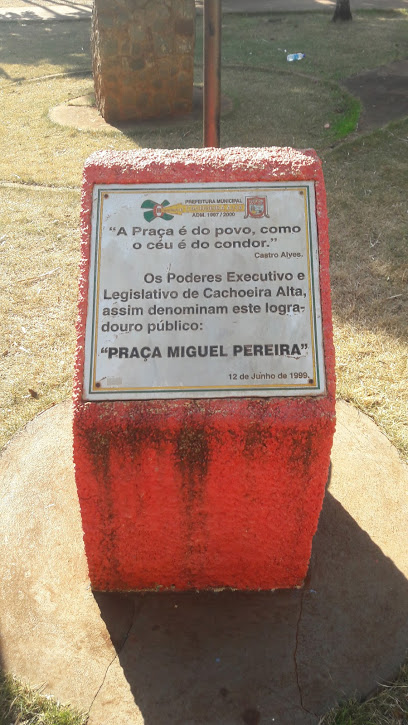 PREFEITURA MUNICIPAL
ADM. 1997 / 2000
"A Praça é do povo, como
o céu é do condor."
Castro Alves.
Os Poderes Executivo e
Legislativo de Cachoeira Alta,
assim denominam este logra-
douro público:
"PRAÇA MIGUEL PEREIRA"
12 de Junho de 1999.